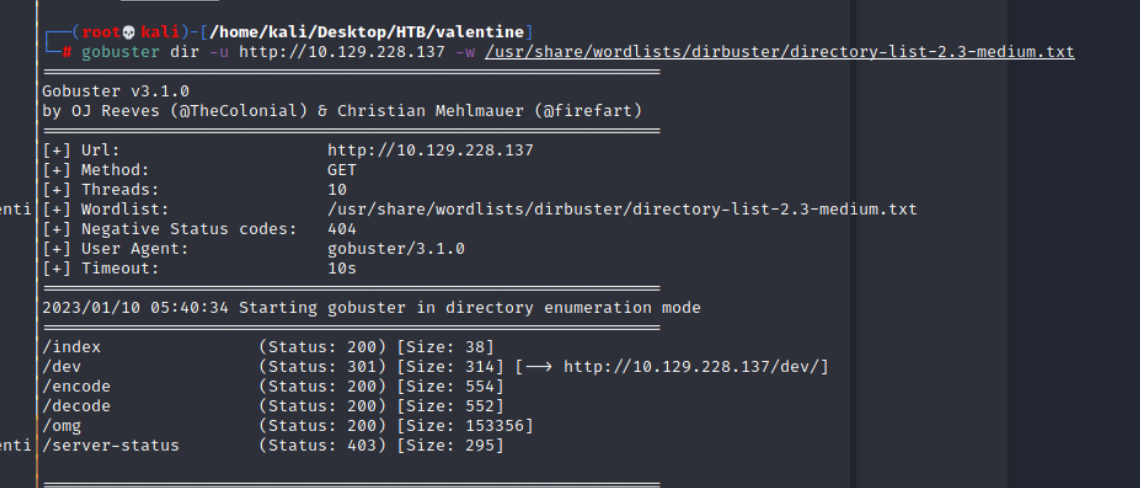 (root💀kali)-[/home/kali/Desktop/HTB/valentine]
# gobuster dir -u http://10.129.228.137 -w /usr/share/wordlists/dirbuster/directory-list-2.3-medium.txt
Gobuster v3.1.0
by OJ Reeves (@TheColonial) & Christian Mehlmauer (@firefart)
[+] Url: http://10.129.228.137
[+] Method: GET
[+] Threads: 10
enti [+] Wordlist: /usr/share/wordlists/dirbuster/directory-list-2.3-medium.txt
[+] Negative Status codes: 404
[+] User Agent: gobuster/3.1.0
[+] Timeout: 10s
2023/01/10 05:40:34 Starting gobuster in directory enumeration mode
/index (Status: 200) [Size: 38]
/dev (Status: 301) [Size: 314] [--> http://10.129.228.137/dev/]
/encode (Status: 200) [Size: 554]
/decode (Status: 200) [Size: 552]
/omg (Status: 200) [Size: 153356]
enti /server-status (Status: 403) [Size: 295]